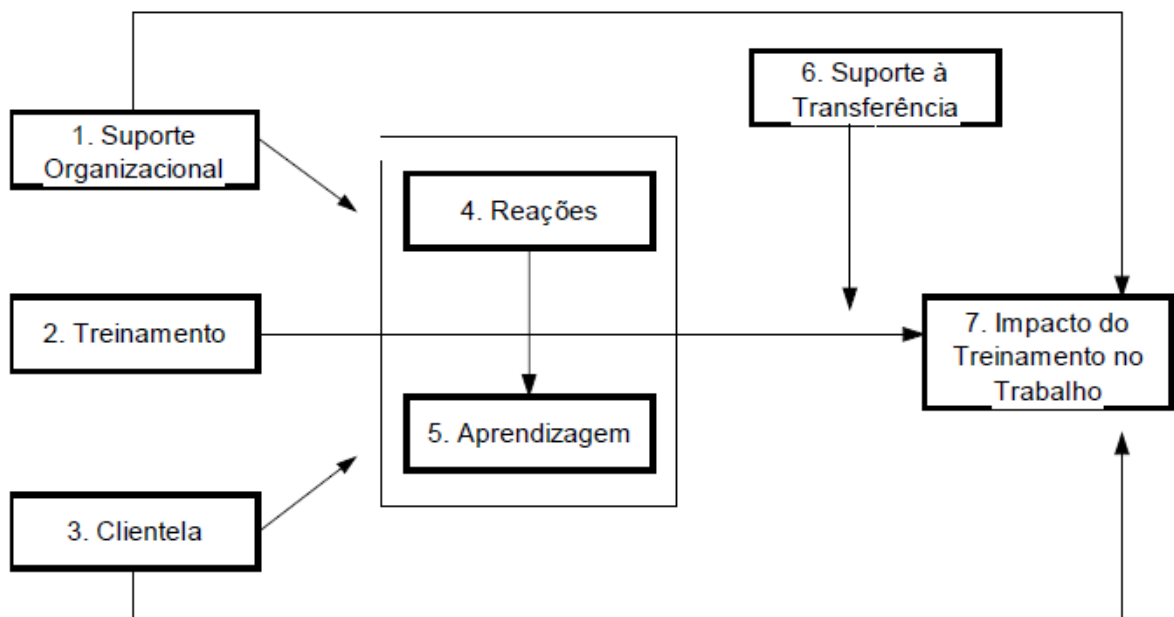 1. Suporte
Organizacional
2. Treinamento
3. Clientela
4. Reações
5. Aprendizagem
6. Suporte à
Transferência
7. Impacto do
Treinamento no
Trabalho